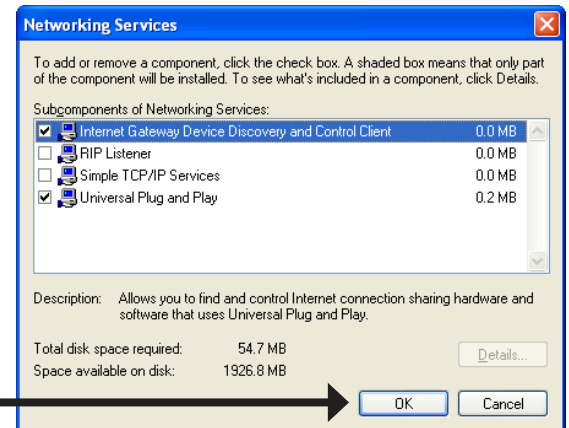 Networking Services
To add or remove a component, click the check box. A shaded box means that only part
of the component will be installed. To see what's included in a component, click Details.
Subcomponents of Networking Services:
Internet Gateway Device Discovery and Control Client 0.0 MB
RIP Listener 0.0 MB
Simple TCP/IP Services 0.0 MB
Universal Plug and Play 0.2 MB
Description: Allows you to find and control Internet connection sharing hardware and
software that uses Universal Plug and Play.
Total disk space required: 54.7 MB
Details...
Space available on disk: 1926.8 MB
OK Cancel